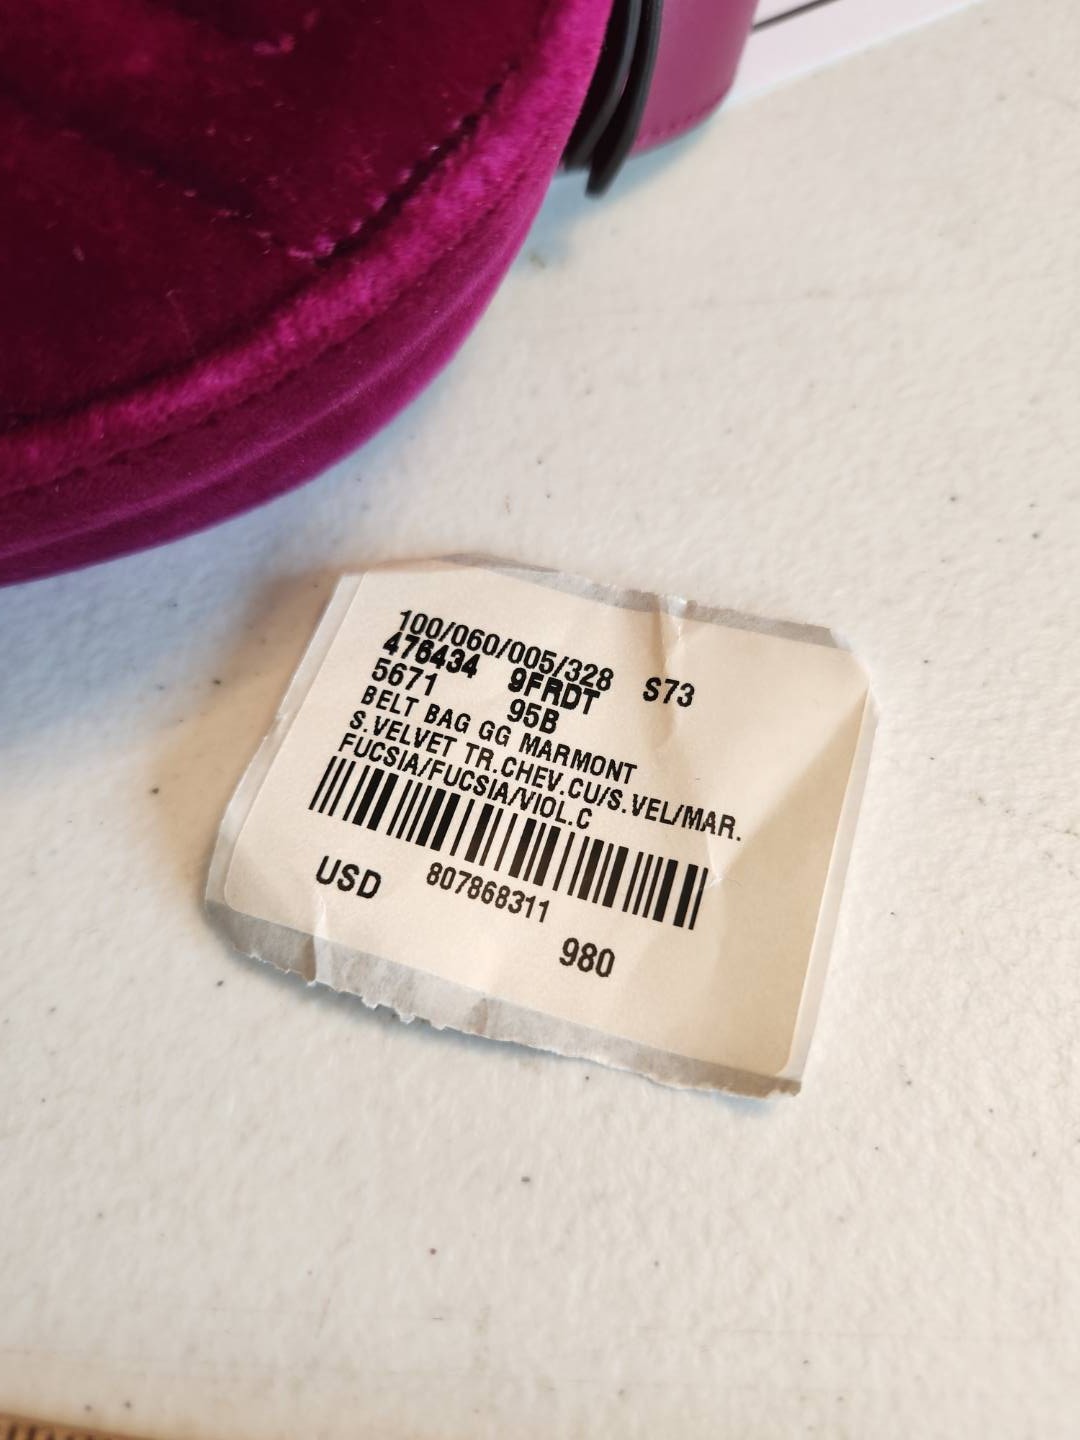 100/060/005/328 S73
476434 9FRDT
5671 95B
BELT BAG GG MARMONT
S.VELVET TR.CHEV.CU/S.VEL/MAR.
FUCSIA/FUCSIA/VIOL.C
807868311
USD 980